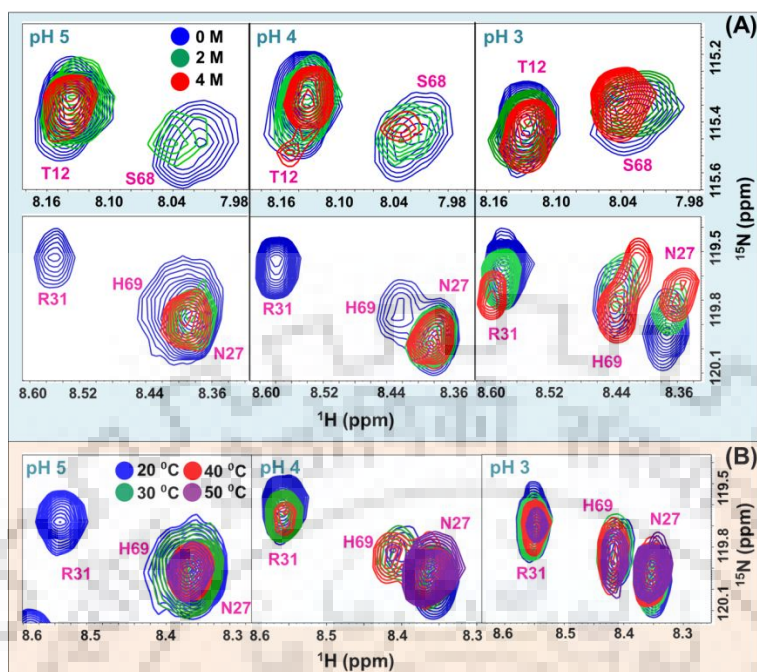 (A)
pH 5
0 M
2 M
4 M
T12
S68
pH 4
S68
T12
pH 3
T12
S68
115.2
115.4
115.6
8.16 8.10 8.04 7.98
8.16 8.10 8.04 7.98
8.16 8.10 8.04 7.98
¹⁵N (ppm)
R31
H69
N27
R31
H69
N27
R31
H69
N27
119.5
119.8
120.1
8.60 8.52 8.44 8.36
8.60 8.52 8.44 8.36
8.60 8.52 8.44 8.36
¹H (ppm)
(B)
pH 5
20 ⁰C
40 ⁰C
30 ⁰C
50 ⁰C
R31
H69
N27
pH 4
R31
H69
N27
pH 3
R31
H69
N27
119.5
119.8
120.1
¹⁵N (ppm)
8.6 8.5 8.4 8.3
8.6 8.5 8.4 8.3
8.6 8.5 8.4 8.3
¹H (ppm)